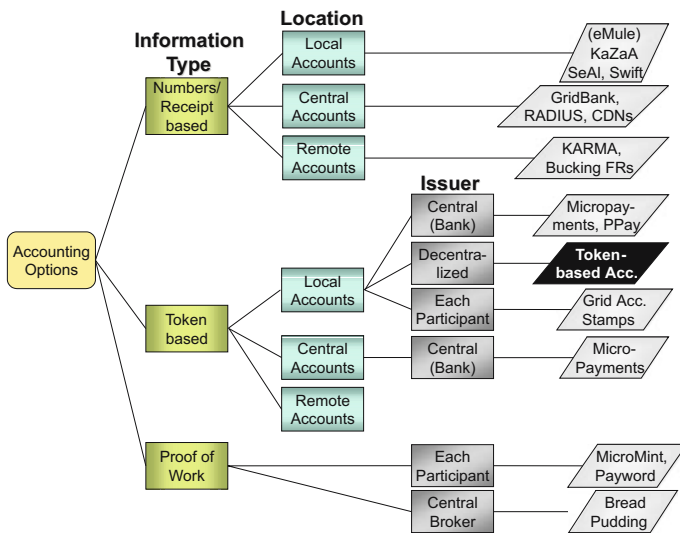 Location
Information
Type
Local
Accounts
(eMule)
KaZaA
SeAl, Swift
Numbers/
Receipt
based
Central
Accounts
GridBank,
RADIUS, CDNs
Remote
Accounts
KARMA,
Bucking FRs
Issuer
Central
(Bank)
Micropay-
ments, PPay
Accounting
Options
Decentra-
lized
Token-
based Acc.
Local
Accounts
Each
Participant
Grid Acc.
Stamps
Token
based
Central
Accounts
Central
(Bank)
Micro-
Payments
Remote
Accounts
Proof of
Work
Each
Participant
MicroMint,
Payword
Central
Broker
Bread
Pudding